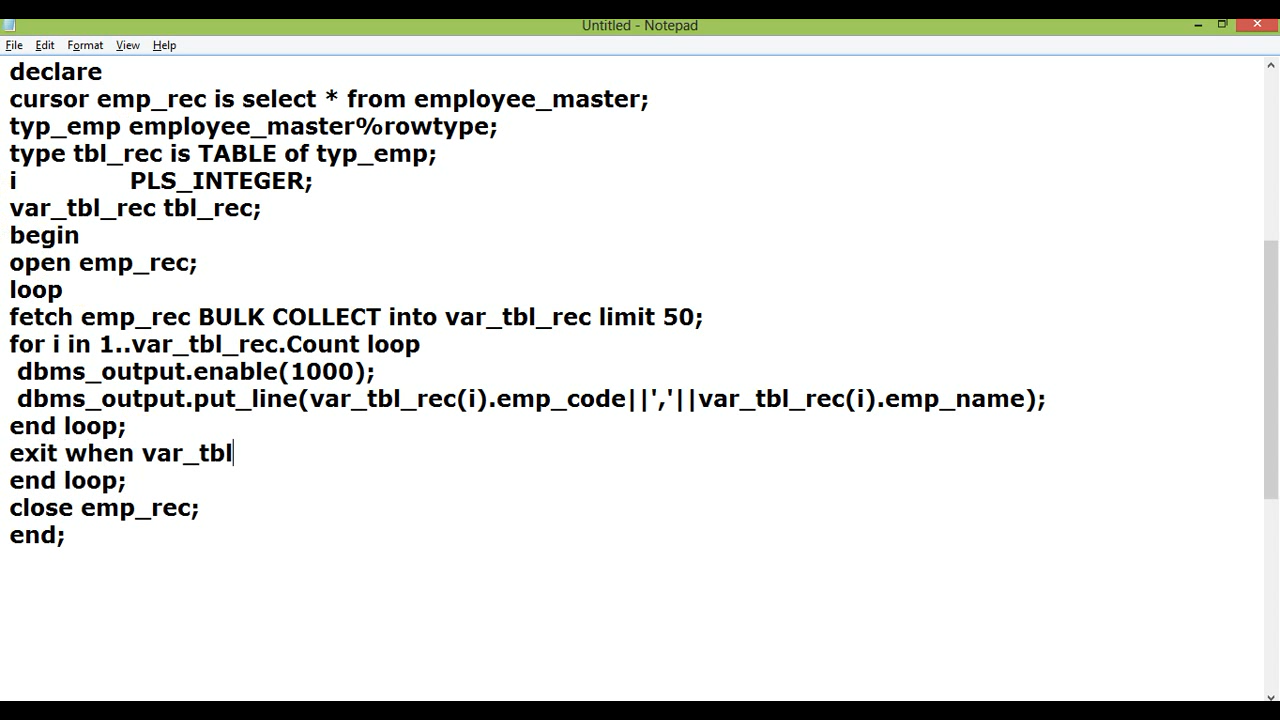 Untitled - Notepad
File Edit Format View Help
declare
cursor emp_rec is select * from employee_master;
typ_emp employee_master%rowtype;
type tbl_rec is TABLE of typ_emp;
i PLS_INTEGER;
var_tbl_rec tbl_rec;
begin
open emp_rec;
loop
fetch emp_rec BULK COLLECT into var_tbl_rec limit 50;
for i in 1..var_tbl_rec.Count loop
dbms_output.enable(1000);
dbms_output.put_line(var_tbl_rec(i).emp_code||','||var_tbl_rec(i).emp_name);
end loop;
exit when var_tbl
end loop;
close emp_rec;
end;